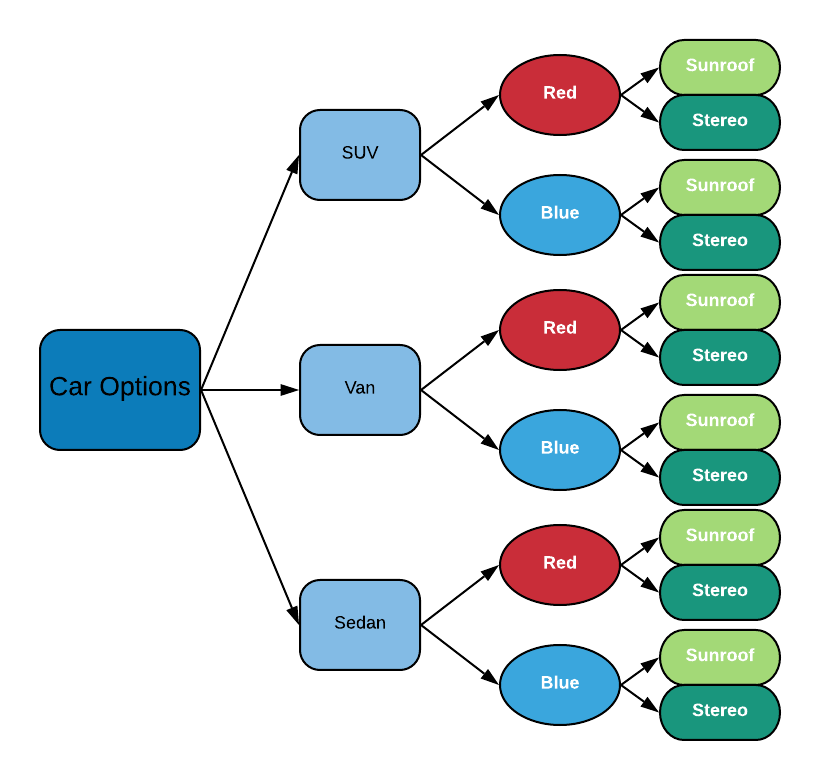 Car Options
SUV
Red
Sunroof
Stereo
Blue
Sunroof
Stereo
Van
Red
Sunroof
Stereo
Blue
Sunroof
Stereo
Sedan
Red
Sunroof
Stereo
Blue
Sunroof
Stereo